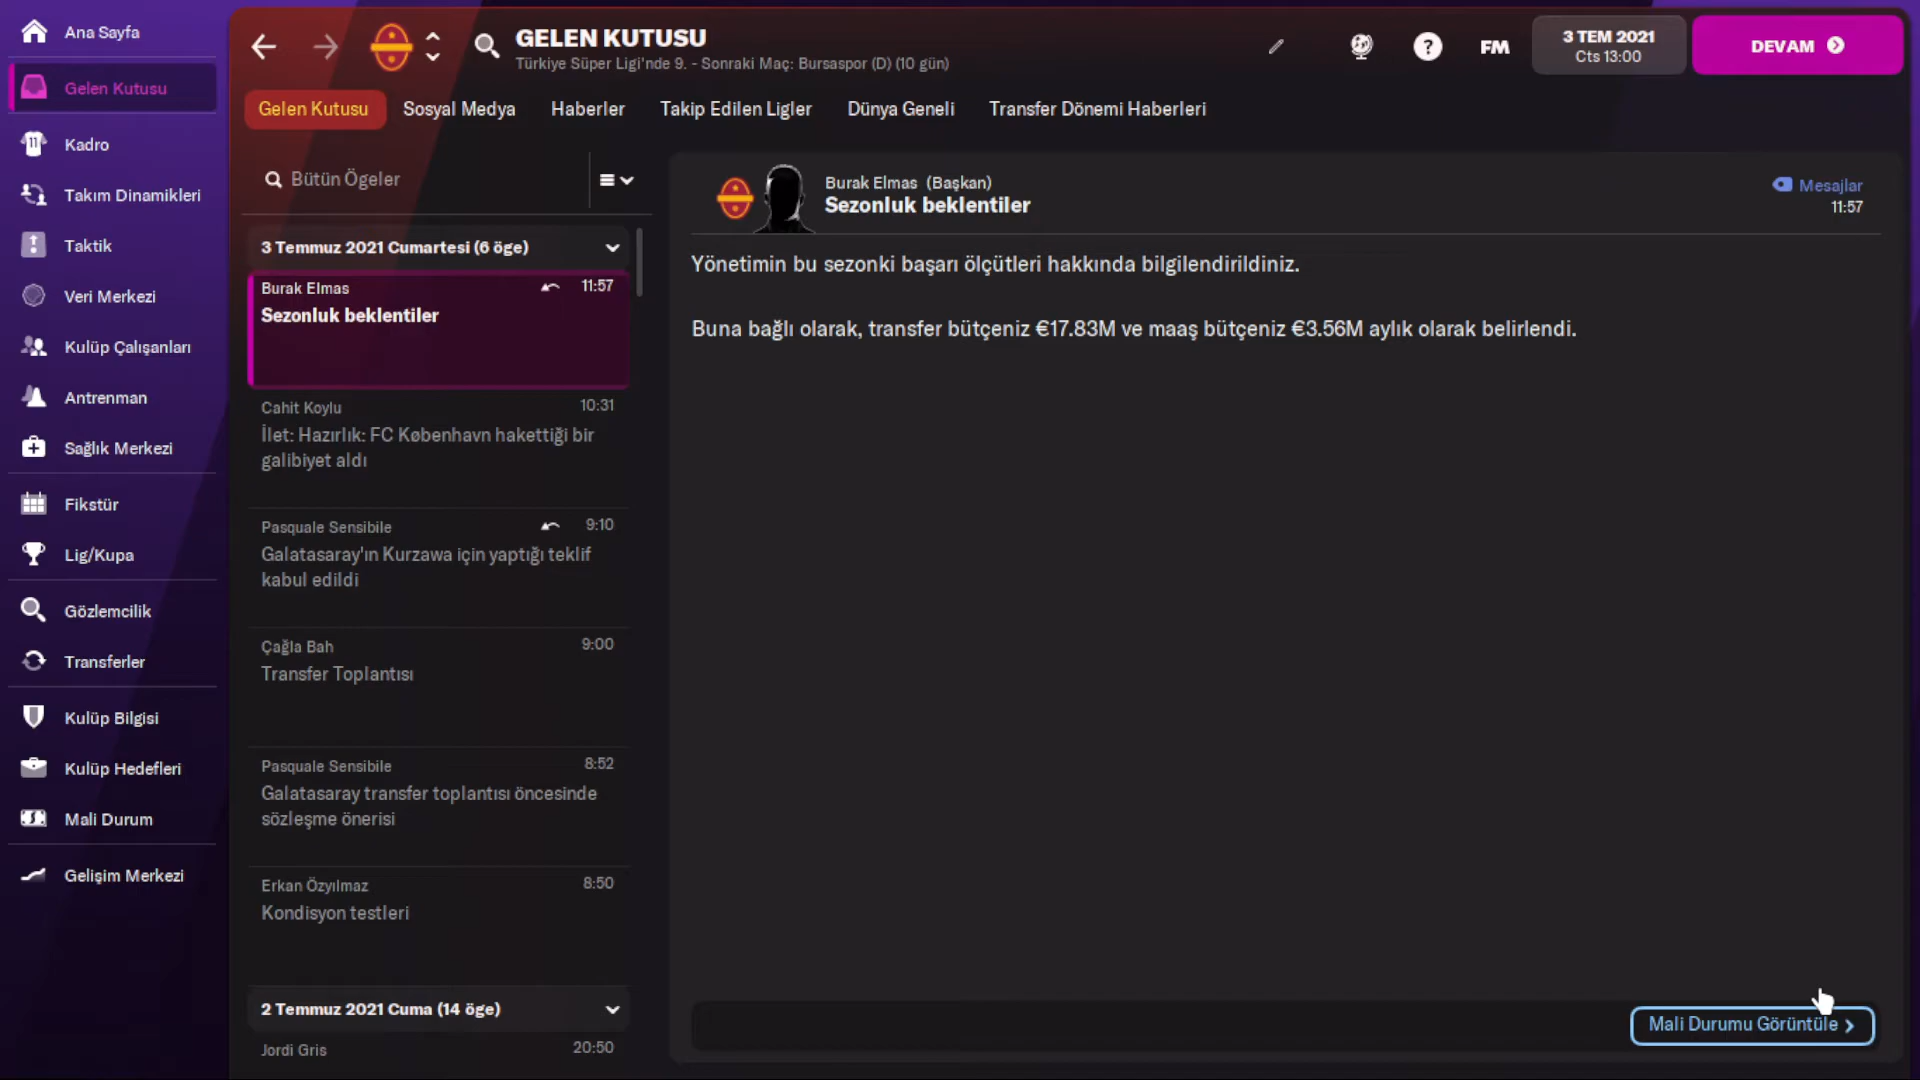 Ana Sayfa
Gelen Kutusu
Kadro
Takım Dinamikleri
Taktik
Veri Merkezi
Kulüp Çalışanları
Antrenman
Sağlık Merkezi
Fikstür
Lig/Kupa
Gözlemcilik
Transferler
Kulüp Bilgisi
Kulüp Hedefleri
Mali Durum
Gelişim Merkezi
GELEN KUTUSU
Türkiye Süper Ligi'nde 9. - Sonraki Maç: Bursaspor (D) (10 gün)
?
FM
3 TEM 2021
Cts 13:00
DEVAM
Gelen Kutusu
Sosyal Medya
Haberler
Takip Edilen Ligler
Dünya Geneli
Transfer Dönemi Haberleri
Bütün Ögeler
3 Temmuz 2021 Cumartesi (6 öge)
Burak Elmas 11:57
Sezonluk beklentiler
Cahit Koylu 10:31
İlet: Hazırlık: FC København hakettiği bir
galibiyet aldı
Pasquale Sensibile 9:10
Galatasaray'ın Kurzawa için yaptığı teklif
kabul edildi
Çağla Bah 9:00
Transfer Toplantısı
Pasquale Sensibile 8:52
Galatasaray transfer toplantısı öncesinde
sözleşme önerisi
Erkan Özyılmaz 8:50
Kondisyon testleri
2 Temmuz 2021 Cuma (14 öge)
Jordi Gris 20:50
Burak Elmas (Başkan)
Sezonluk beklentiler
Mesajlar
11:57
Yönetimin bu sezonki başarı ölçütleri hakkında bilgilendirildiniz.
Buna bağlı olarak, transfer bütçeniz €17.83M ve maaş bütçeniz €3.56M aylık olarak belirlendi.
Mali Durumu Görüntüle